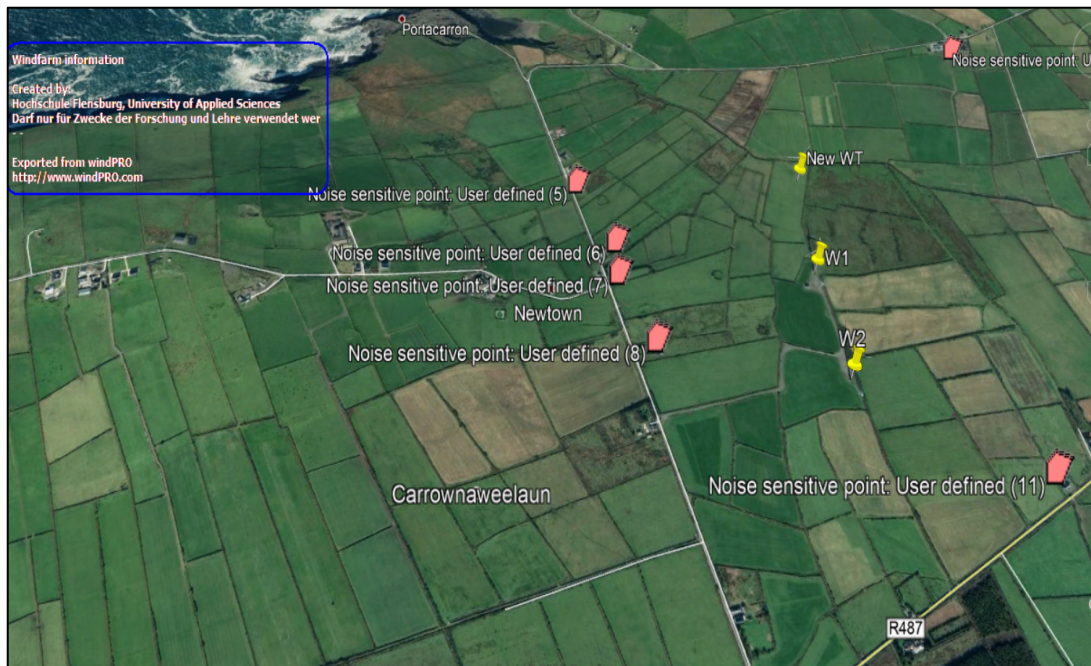 Portacarron
Windfarm information
Created by:
Hochschule Flensburg, University of Applied Sciences
Darf nur für Zwecke der Forschung und Lehre verwendet wer
Exported from windPRO
http://www.windPRO.com
Noise sensitive point: U
New WT
Noise sensitive point: User defined (5)
Noise sensitive point: User defined (6)
W1
Noise sensitive point: User defined (7)
Newtown
W2
Noise sensitive point: User defined (8)
Noise sensitive point: User defined (11)
Carrownaweelaun
R487